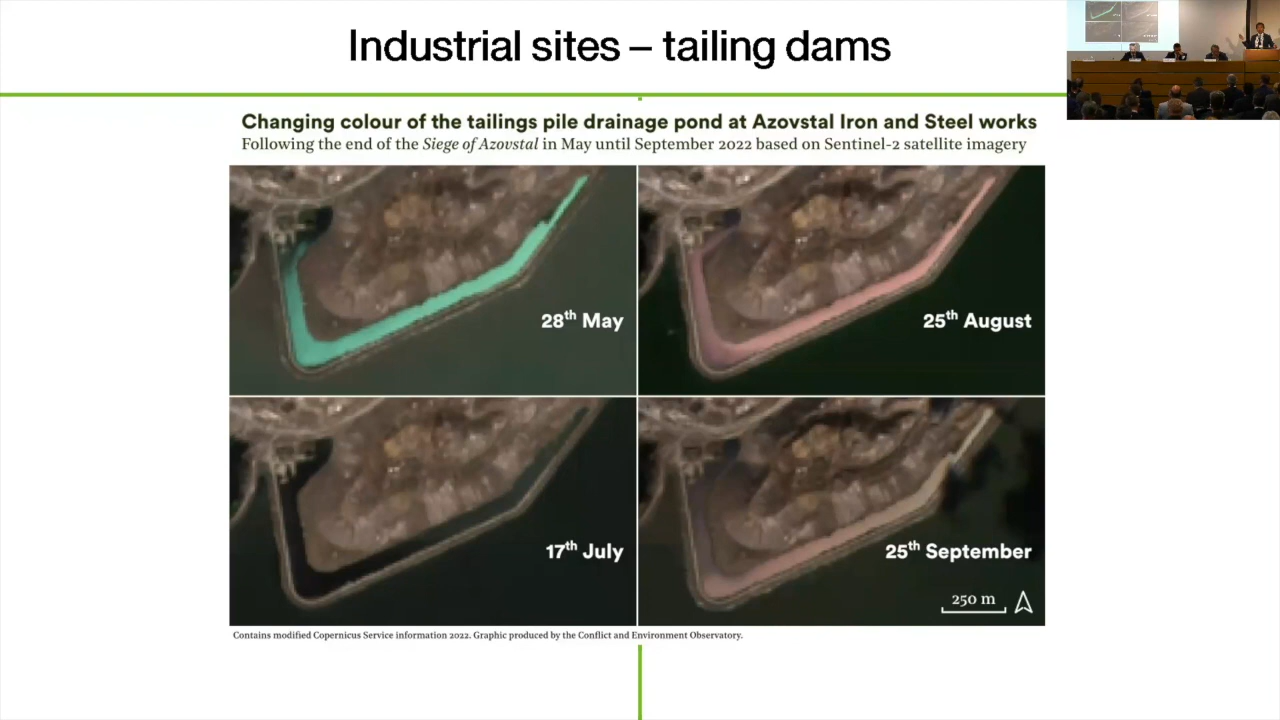 Industrial sites – tailing dams
Changing colour of the tailings pile drainage pond at Azovstal Iron and Steel works
Following the end of the Siege of Azovstal in May until September 2022 based on Sentinel-2 satellite imagery
28th May
25th August
17th July
25th September
250 m
Contains modified Copernicus Service information 2022. Graphic produced by the Conflict and Environment Observatory.